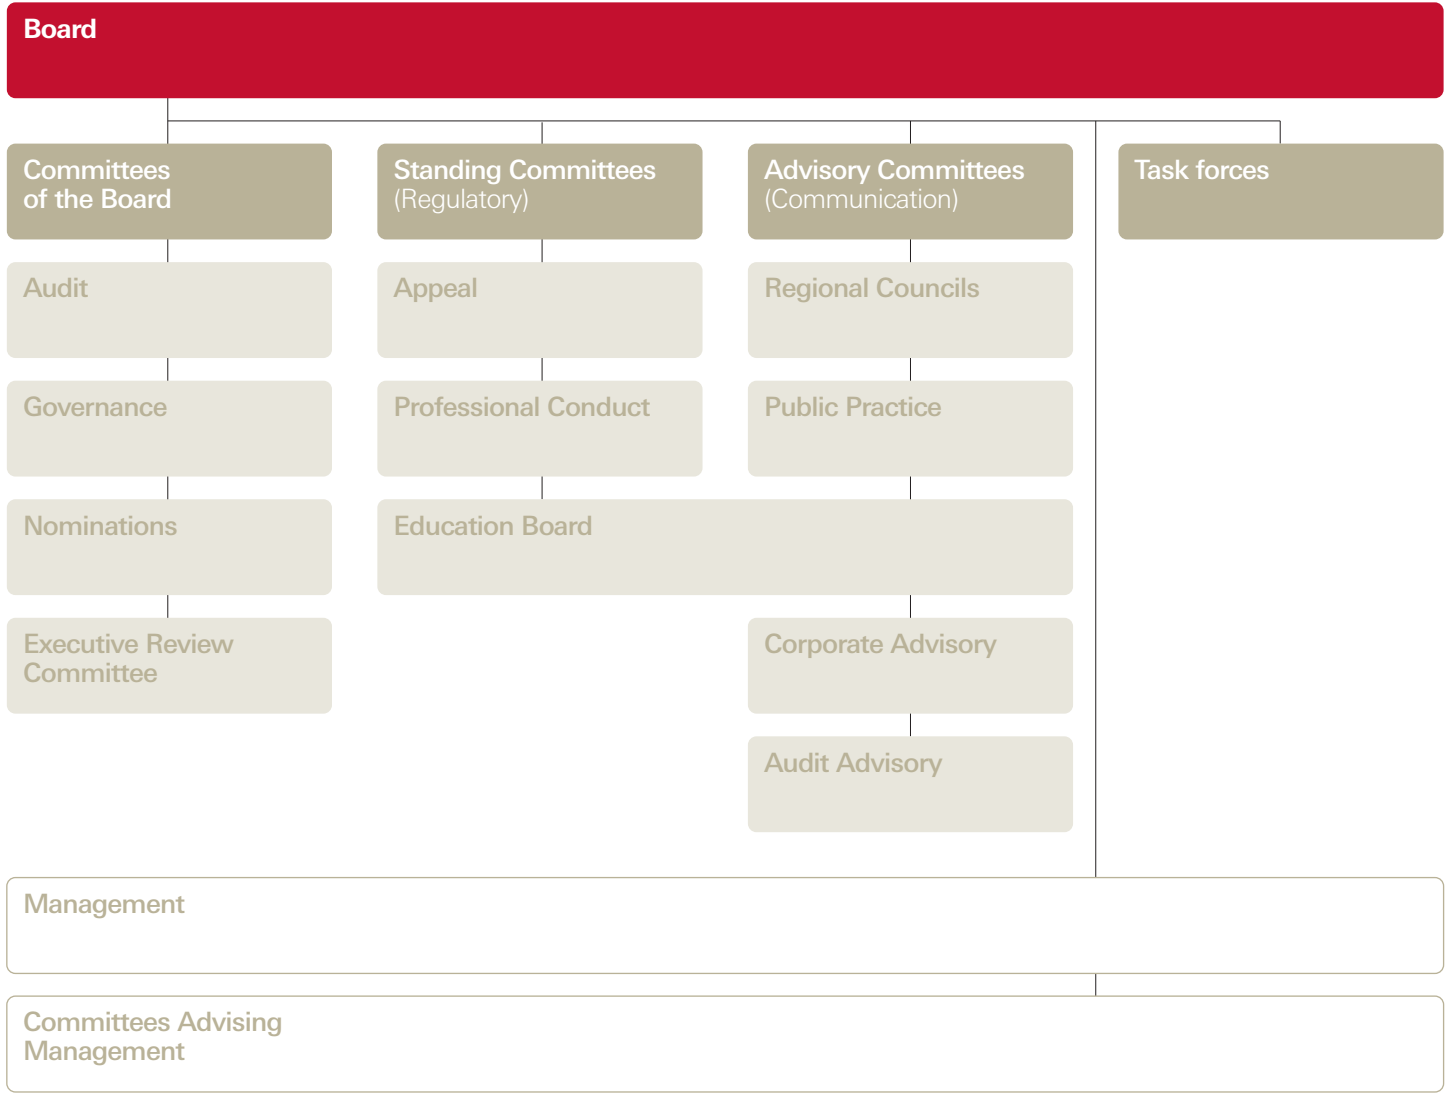 Board
Committees
of the Board
Standing Committees
(Regulatory)
Advisory Committees
(Communication)
Task forces
Audit
Appeal
Regional Councils
Governance
Professional Conduct
Public Practice
Nominations
Education Board
Executive Review
Committee
Corporate Advisory
Audit Advisory
Management
Committees Advising
Management